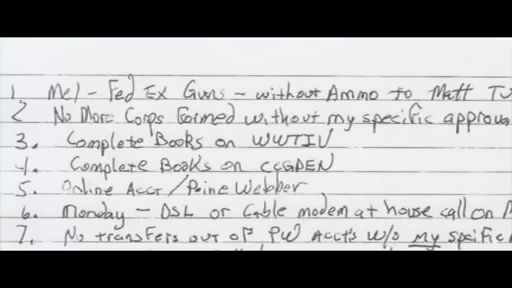 1 Mel - Fed Ex Guns - without Ammo to Matt
2 No More Corps Formed without my specific
3. Complete Books on WWTIV
4. Complete Books on CCGDEN
5. Online Acct / Paine Webber
6. Monday - DSL or Cable modem at house call on
7. No transfers out of PW Accts w/o my